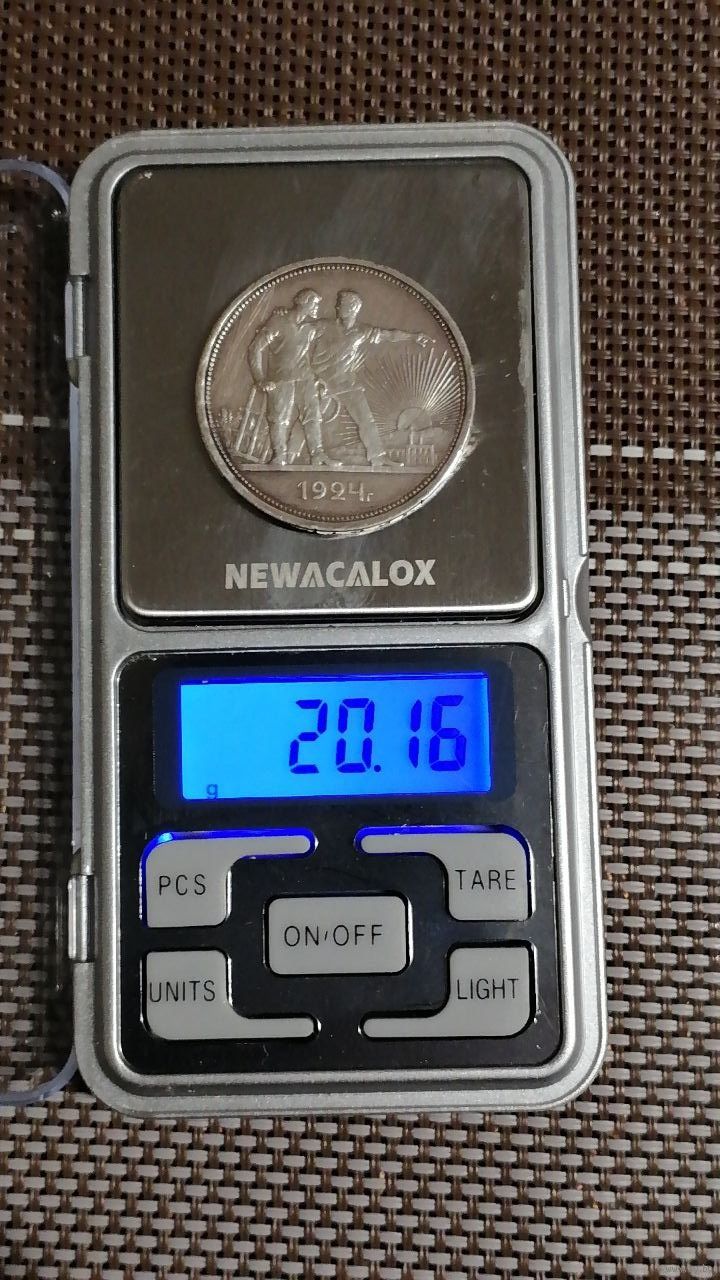 1924г.
NEWACALOX
20.16
g
PCS
TARE
ON/OFF
UNITS
LIGHT